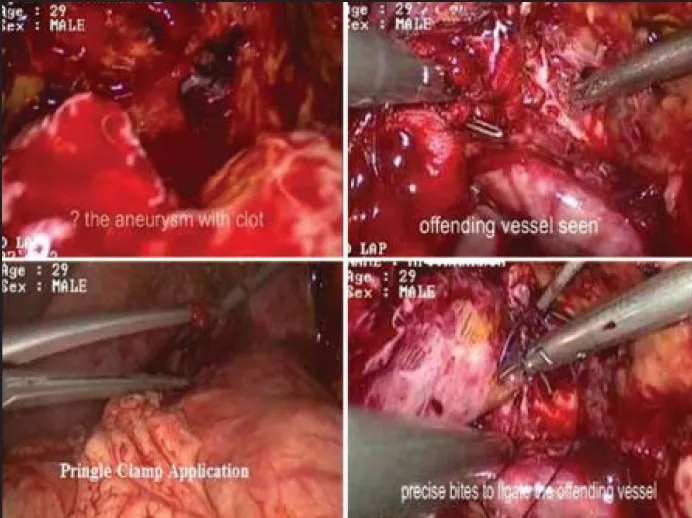 Age : 29
Sex : MALE
? the aneurysm with clot
D LAP
Age : 29
Sex : MALE
offending vessel seen
D LAP
Age : 29
Sex : MALE
Pringle Clamp Application
Age : 29
Sex : MALE
precise bites to ligate the offending vessel